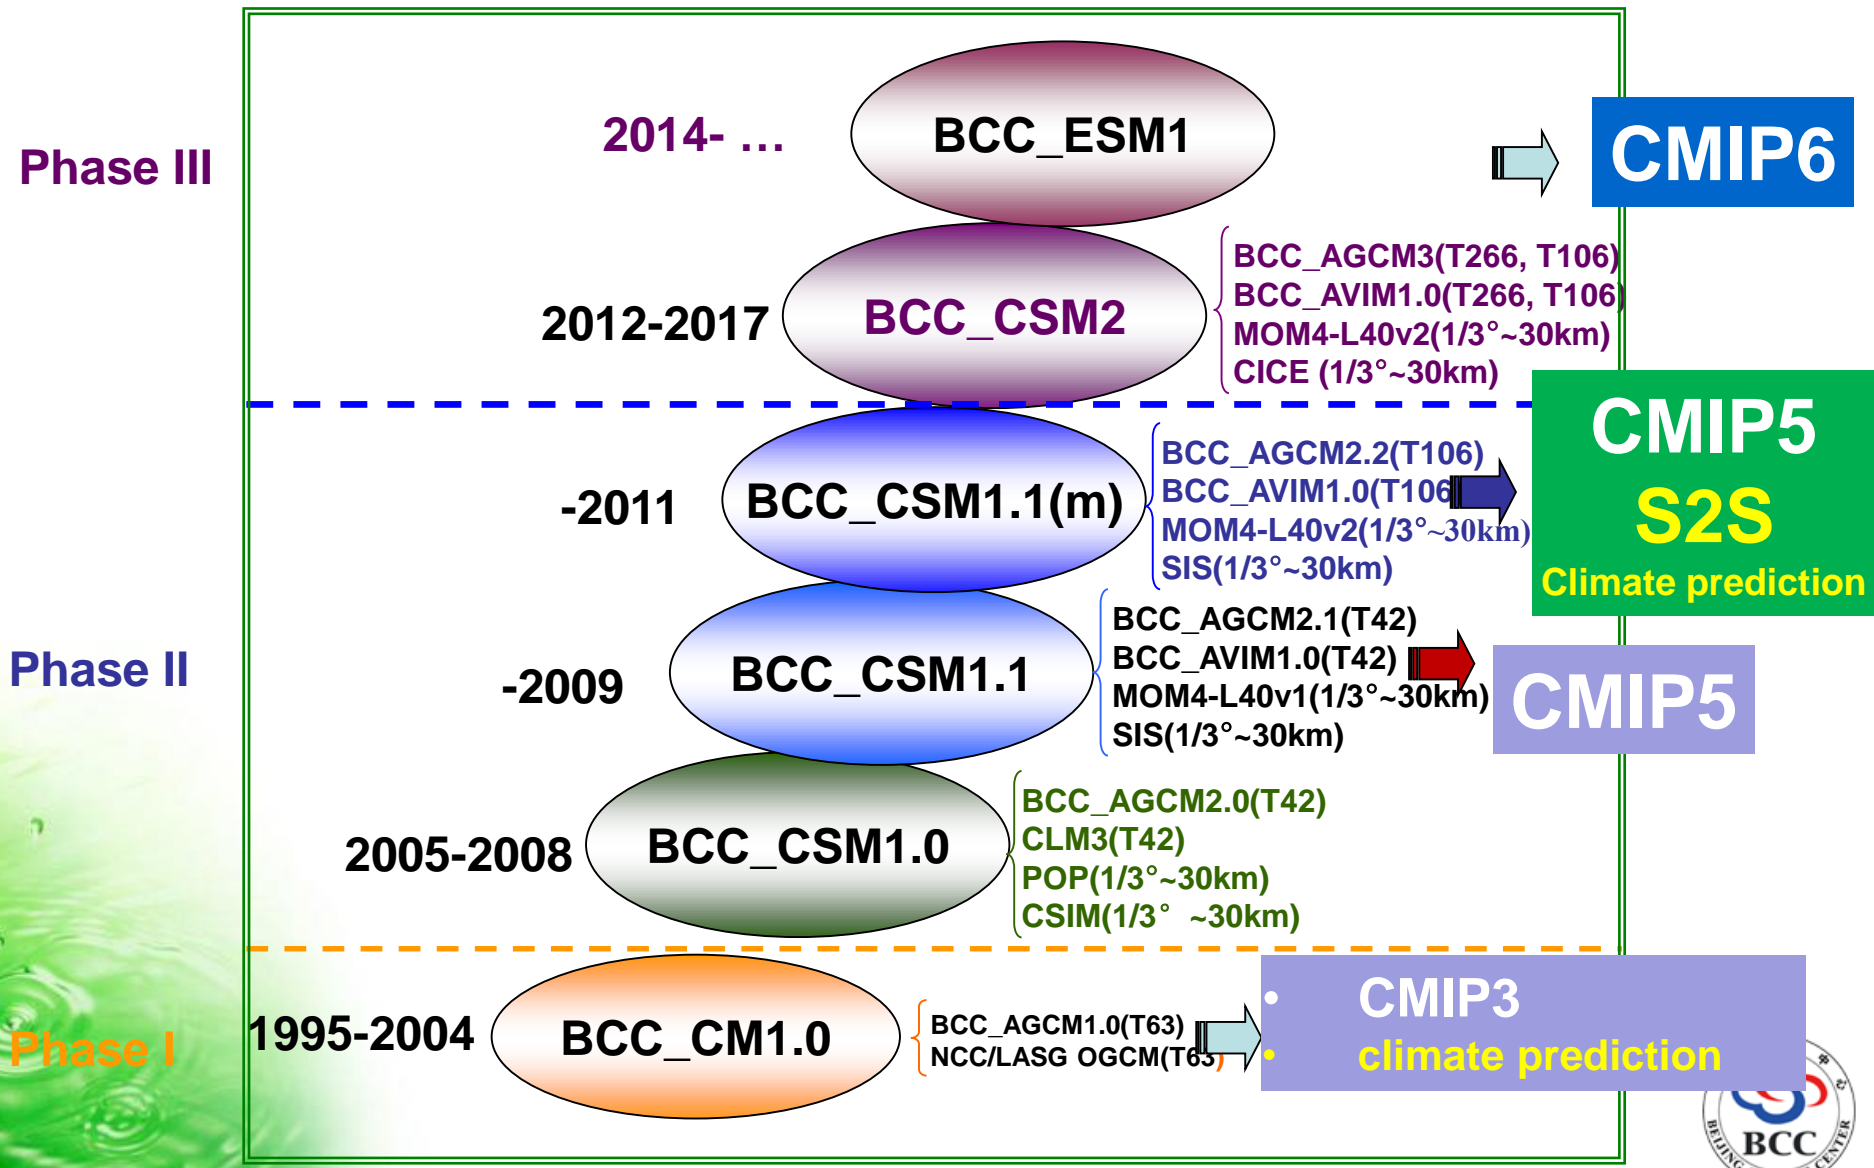 2014- …
BCC_ESM1
CMIP6
Phase III
2012-2017
BCC_CSM2
BCC_AGCM3(T266, T106)
BCC_AVIM1.0(T266, T106)
MOM4-L40v2(1/3°~30km)
CICE (1/3°~30km)
-2011
BCC_CSM1.1(m)
BCC_AGCM2.2(T106)
BCC_AVIM1.0(T106
MOM4-L40v2(1/3°~30km)
SIS(1/3°~30km)
CMIP5
S2S
Climate prediction
Phase II
-2009
BCC_CSM1.1
BCC_AGCM2.1(T42)
BCC_AVIM1.0(T42)
MOM4-L40v1(1/3°~30km)
SIS(1/3°~30km)
CMIP5
2005-2008
BCC_CSM1.0
BCC_AGCM2.0(T42)
CLM3(T42)
POP(1/3°~30km)
CSIM(1/3° ~30km)
Phase I
1995-2004
BCC_CM1.0
BCC_AGCM1.0(T63)
NCC/LASG OGCM(T63)
• CMIP3
• climate prediction
中心
BCC